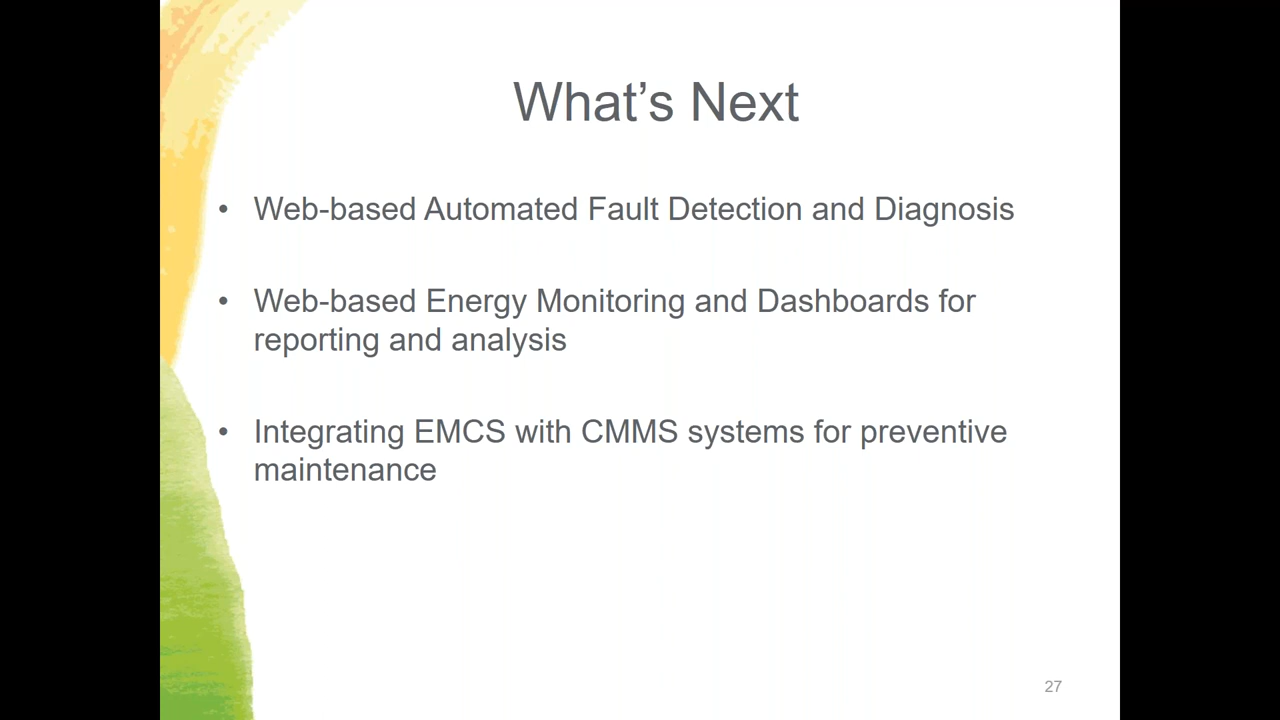 What’s Next
• Web-based Automated Fault Detection and Diagnosis
• Web-based Energy Monitoring and Dashboards for
reporting and analysis
• Integrating EMCS with CMMS systems for preventive
maintenance
27